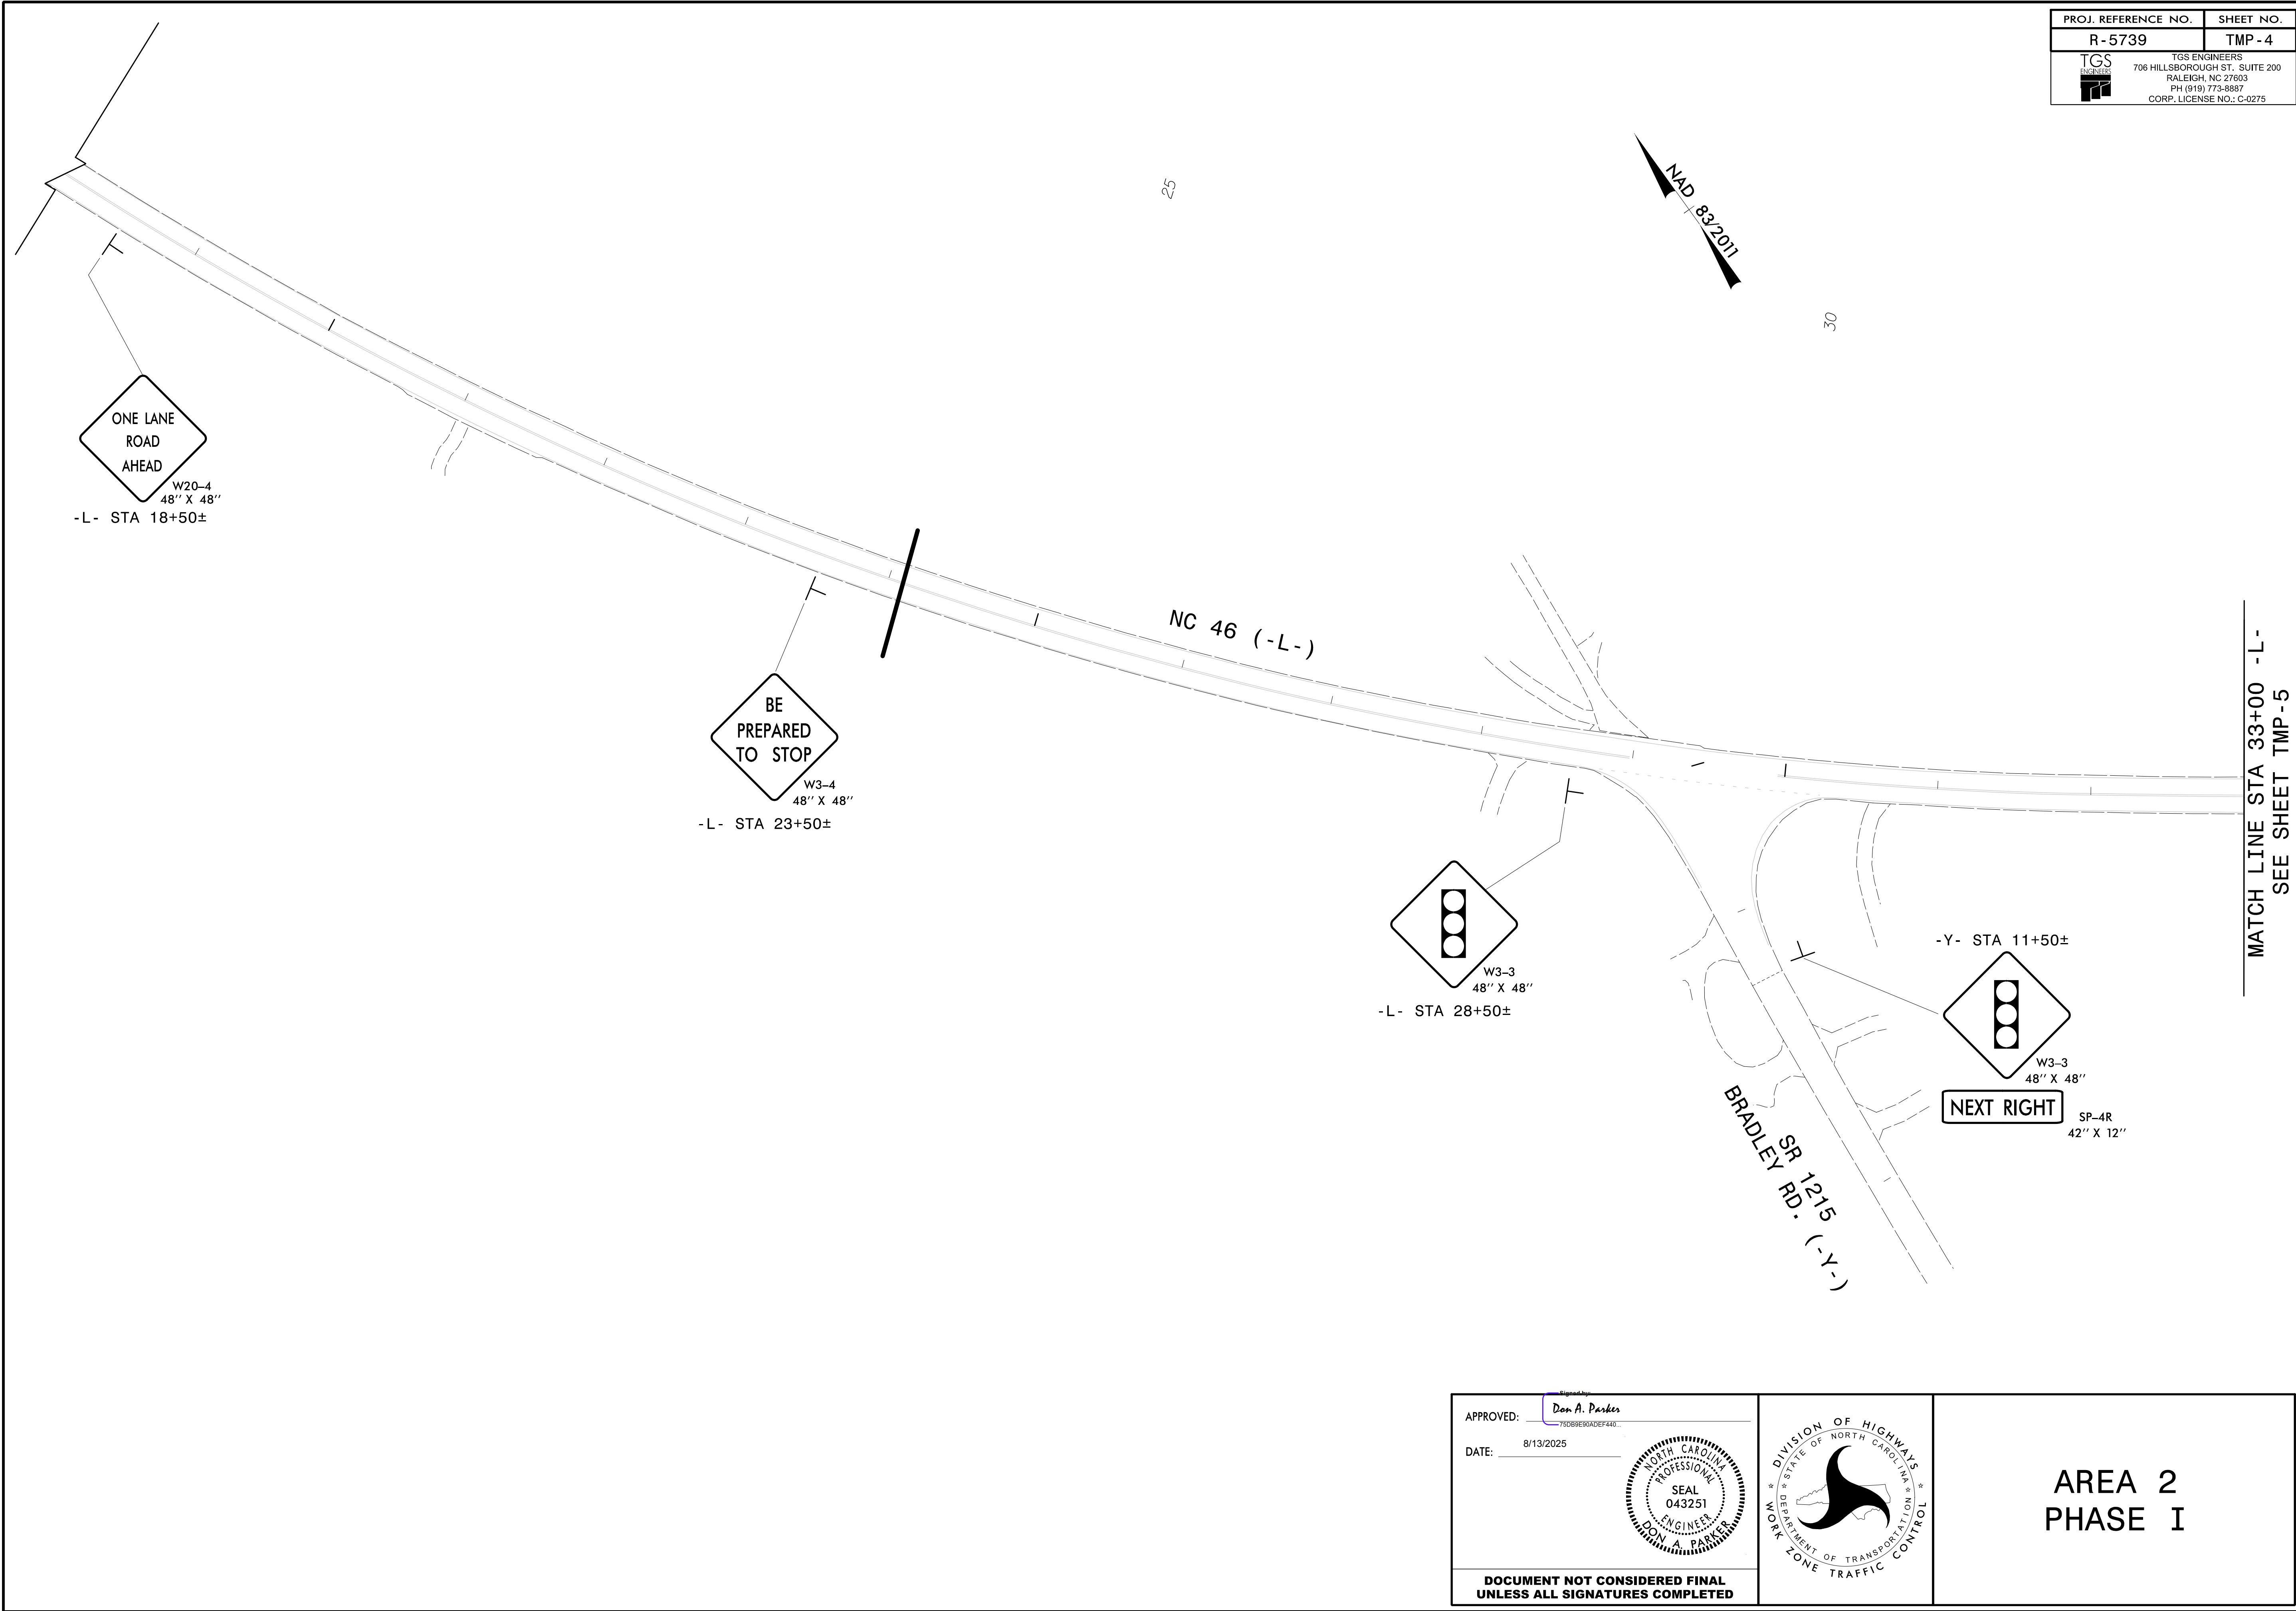 PROJ. REFERENCE NO.
SHEET NO.
R-5739
TMP-4
TGS
ENGINEERS
TGS ENGINEERS
706 HILLSBOROUGH ST. SUITE 200
RALEIGH, NC 27603
PH (919) 773-8887
CORP. LICENSE NO.: C-0275
25
NAD 83/2011
30
ONE LANE
ROAD
AHEAD
W20-4
48'' X 48''
-L- STA 18+50±
NC 46 (-L-)
BE
PREPARED
TO STOP
W3-4
48'' X 48''
-L- STA 23+50±
W3-3
48'' X 48''
-L- STA 28+50±
-Y- STA 11+50±
W3-3
48'' X 48''
NEXT RIGHT
SP-4R
42'' X 12''
SR 1215
BRADLEY RD. (-Y-)
MATCH LINE STA 33+00 -L-
SEE SHEET TMP-5
APPROVED:
Signed by:
Don A. Parker
75DB9E90ADEF440...
DATE:
8/13/2025
NORTH CAROLINA
PROFESSIONAL
SEAL
043251
ENGINEER
DON A. PARKER
DOCUMENT NOT CONSIDERED FINAL
UNLESS ALL SIGNATURES COMPLETED
DIVISION OF HIGHWAYS
STATE OF NORTH CAROLINA
DEPARTMENT OF TRANSPORTATION
WORK ZONE TRAFFIC CONTROL
AREA 2
PHASE I